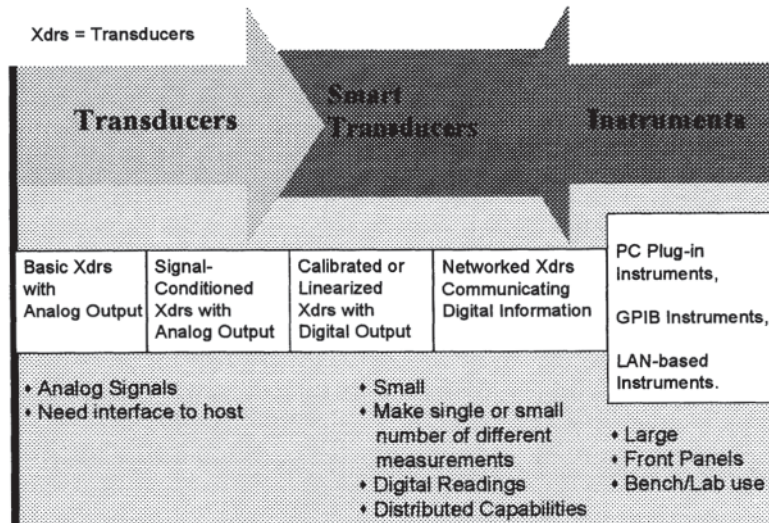 Xdrs = Transducers
Transducers
Smart
Transducers
Instruments
Basic Xdrs
with
Analog Output
Signal-
Conditioned
Xdrs with
Analog Output
Calibrated or
Linearized
Xdrs with
Digital Output
Networked Xdrs
Communicating
Digital Information
PC Plug-in
Instruments,
GPIB Instruments,
LAN-based
Instruments.
♦ Analog Signals
♦ Need interface to host
♦ Small
♦ Make single or small
number of different
measurements
♦ Digital Readings
♦ Distributed Capabilities
♦ Large
♦ Front Panels
♦ Bench/Lab use